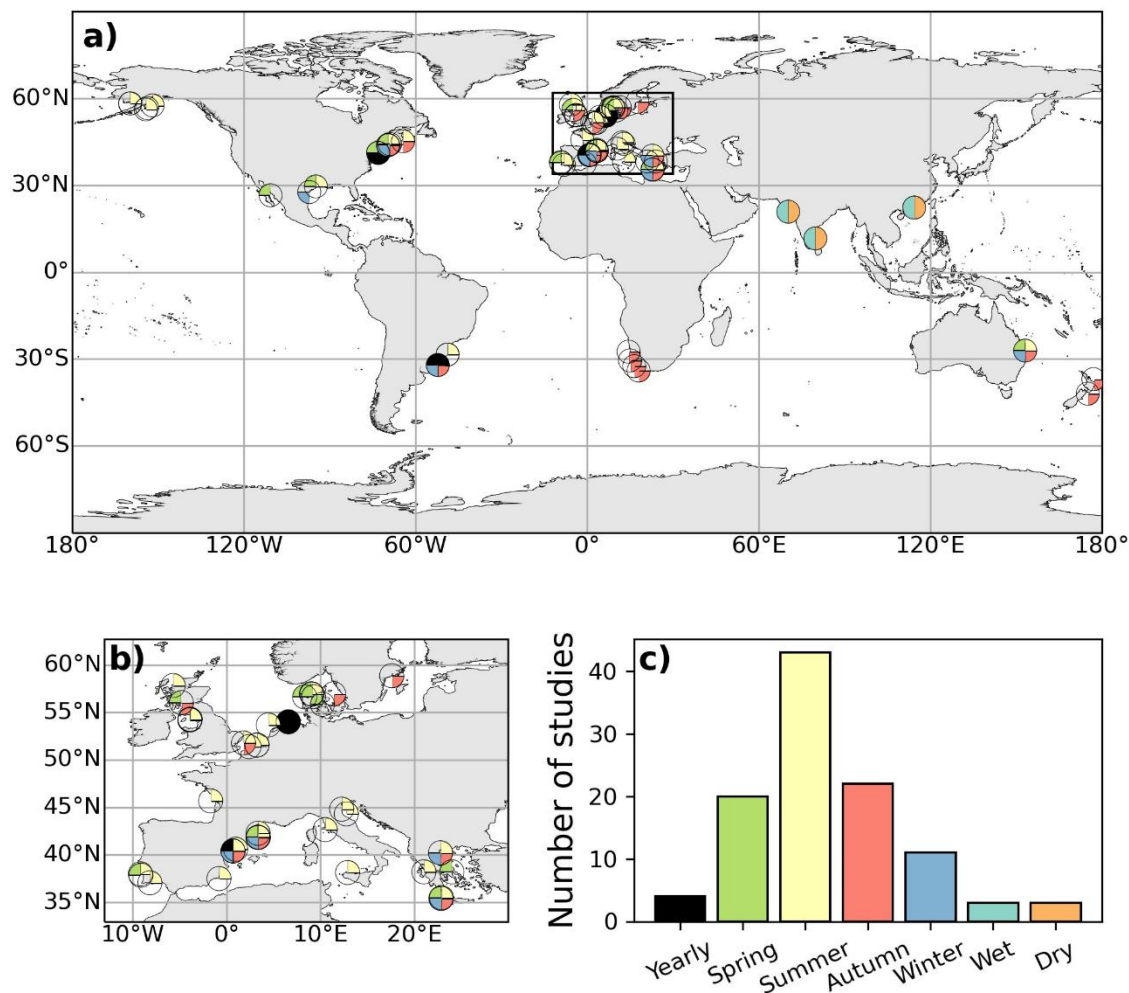 a)
60°N
30°N
0°
30°S
60°S
180° 120°W 60°W 0° 60°E 120°E 180°
b)
60°N
55°N
50°N
45°N
40°N
35°N
10°W 0° 10°E 20°E
c)
Number of studies
40
30
20
10
0
Yearly Spring Summer Autumn Winter Wet Dry